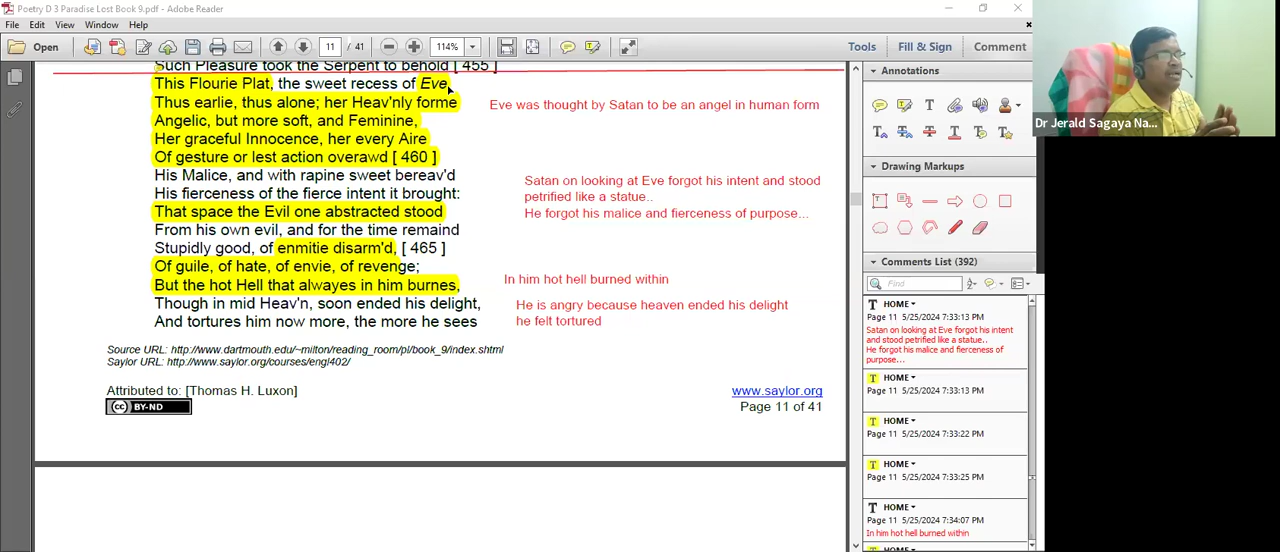 Poetry D 3 Paradise Lost Book 9.pdf - Adobe Reader
File Edit View Window Help
Open 11 / 41 114% Tools Fill & Sign Comment
Such Pleasure took the Serpent to behold [ 455 ]
This Flourie Plat, the sweet recess of Eve
Thus earlie, thus alone; her Heav'nly forme
Eve was thought by Satan to be an angel in human form
Angelic, but more soft, and Feminine,
Her graceful Innocence, her every Aire
Of gesture or lest action overawd [ 460 ]
His Malice, and with rapine sweet bereav'd
Satan on looking at Eve forgot his intent and stood
His fierceness of the fierce intent it brought:
petrified like a statue..
That space the Evil one abstracted stood
He forgot his malice and fierceness of purpose...
From his own evil, and for the time remaind
Stupidly good, of enmitie disarm'd, [ 465 ]
Of guile, of hate, of envie, of revenge;
But the hot Hell that alwayes in him burnes,
In him hot hell burned within
Though in mid Heav'n, soon ended his delight,
He is angry because heaven ended his delight
And tortures him now more, the more he sees
he felt tortured
Source URL: http://www.dartmouth.edu/~milton/reading_room/pl/book_9/index.shtml
Saylor URL: http://www.saylor.org/courses/engl402/
Attributed to: [Thomas H. Luxon]
www.saylor.org
cc BY-ND
Page 11 of 41
Annotations
Drawing Markups
Comments List (392)
Find
T HOME
Page 11 5/25/2024 7:33:13 PM
Satan on looking at Eve forgot his intent
and stood petrified like a statue..
He forgot his malice and fierceness of
purpose...
T HOME
Page 11 5/25/2024 7:33:13 PM
T HOME
Page 11 5/25/2024 7:33:22 PM
T HOME
Page 11 5/25/2024 7:33:25 PM
T HOME
Page 11 5/25/2024 7:34:07 PM
In him hot hell burned within
T HOME
Dr Jerald Sagaya Na...